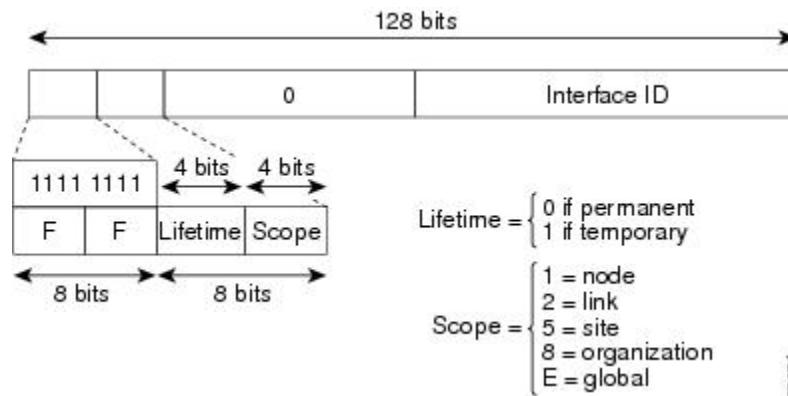 128 bits
0 Interface ID
4 bits 4 bits
1111 1111
F F Lifetime Scope
8 bits 8 bits
Lifetime = { 0 if permanent
1 if temporary
Scope = { 1 = node
2 = link
5 = site
8 = organization
E = global